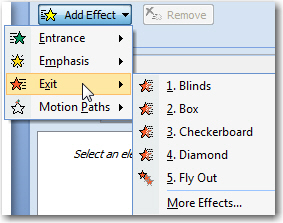 Add Effect
Remove
Entrance
Emphasis
Exit
Motion Paths
1. Blinds
2. Box
3. Checkerboard
4. Diamond
5. Fly Out
More Effects...
Select an ele